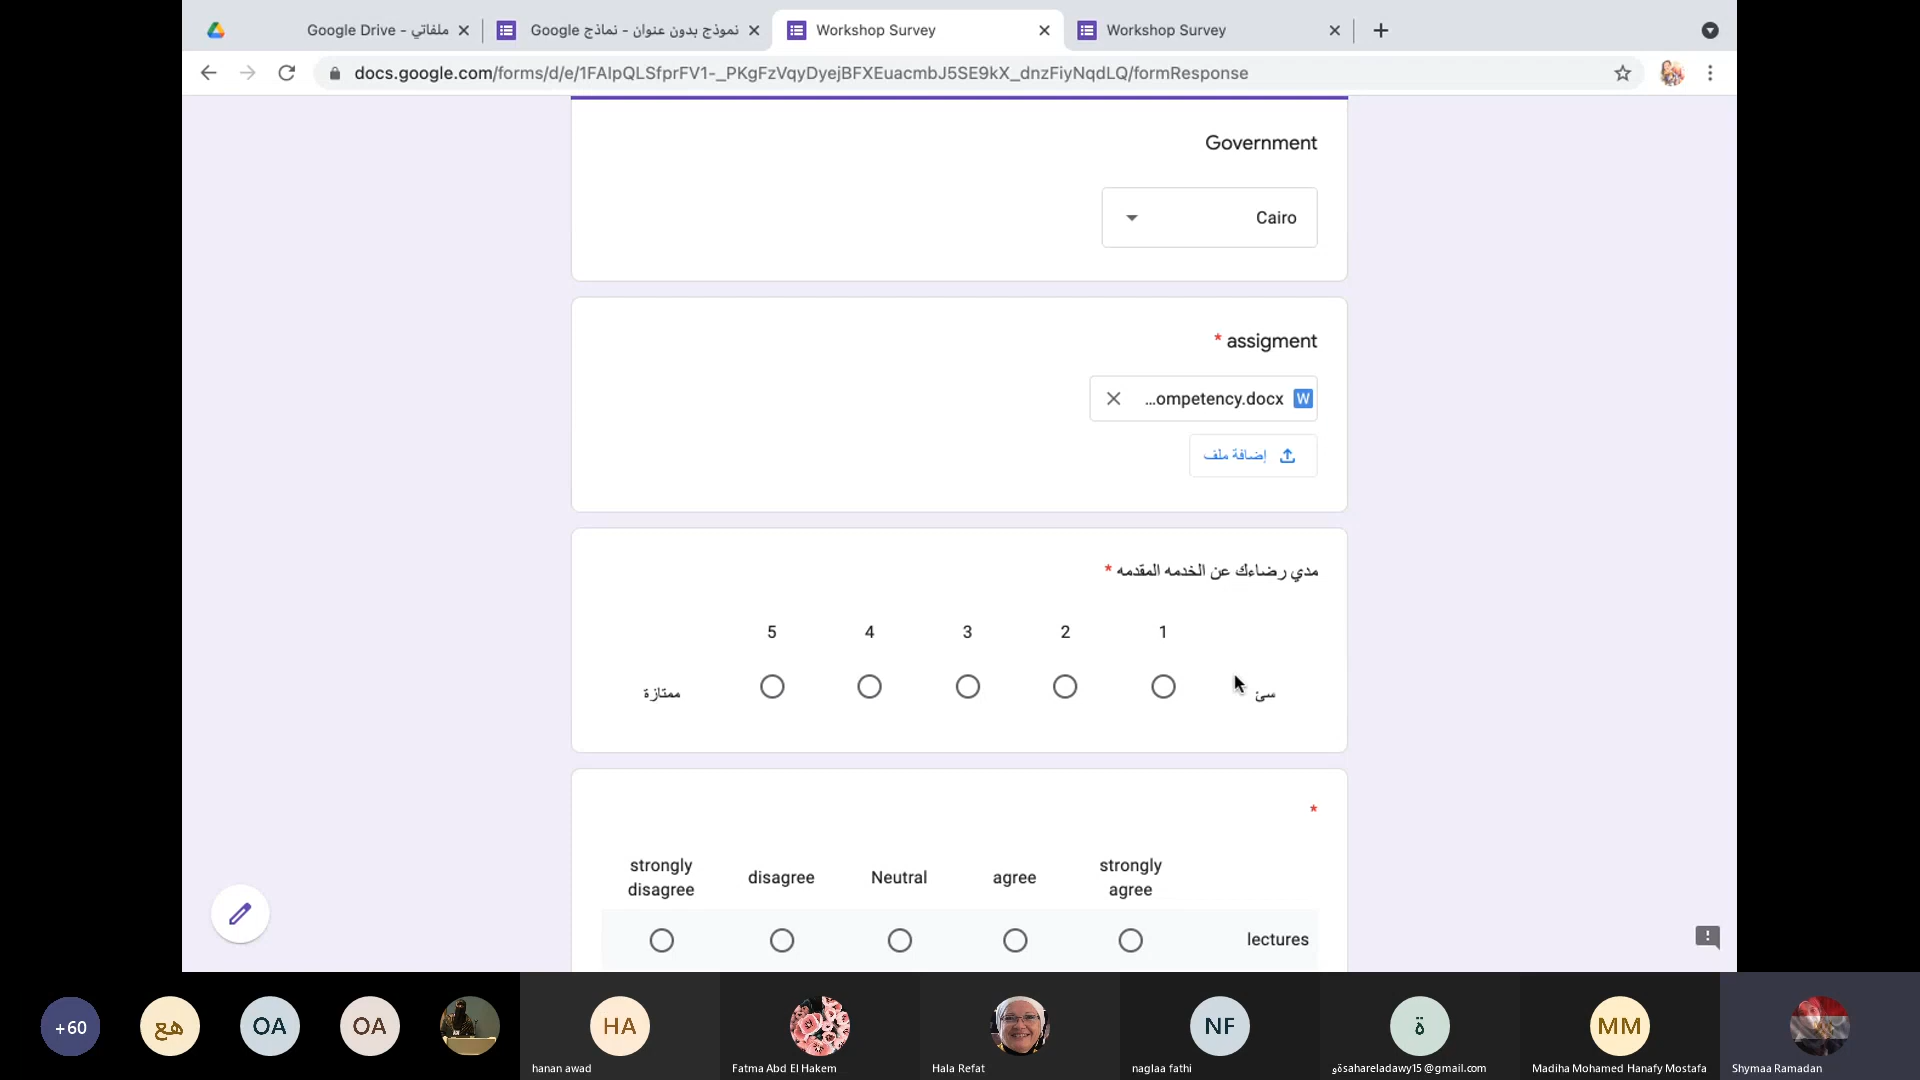 Google Drive - ملفاتي
نموذج بدون عنوان - نماذج Google
Workshop Survey
Workshop Survey
docs.google.com/forms/d/e/1FAIpQLSfprFV1-_PKgFzVqyDyejBFXEuacmbJ5SE9kX_dnzFiyNqdLQ/formResponse
Government
Cairo
* assigment
...ompetency.docx W
إضافة ملف
مدي رضاءك عن الخدمه المقدمه *
5 4 3 2 1
ممتازة
سئ
*
strongly disagree
disagree
Neutral
agree
strongly agree
lectures
+60
هع
OA
OA
HA
NF
ة
MM
hanan awad
Fatma Abd El Hakem
Hala Refat
naglaa fathi
وةsahareladawy15@gmail.com
Madiha Mohamed Hanafy Mostafa
Shymaa Ramadan